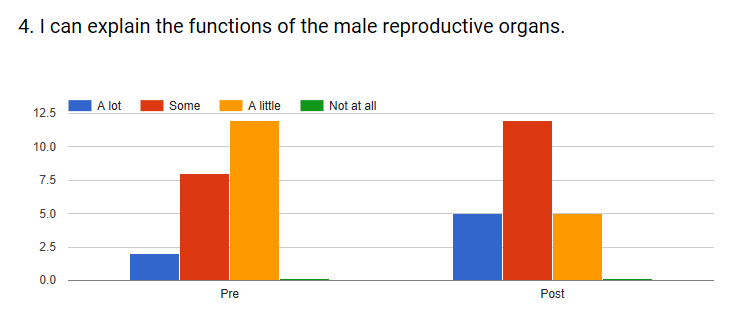 4. I can explain the functions of the male reproductive organs.
A lot Some A little Not at all
12.5
10.0
7.5
5.0
2.5
0.0
Pre Post